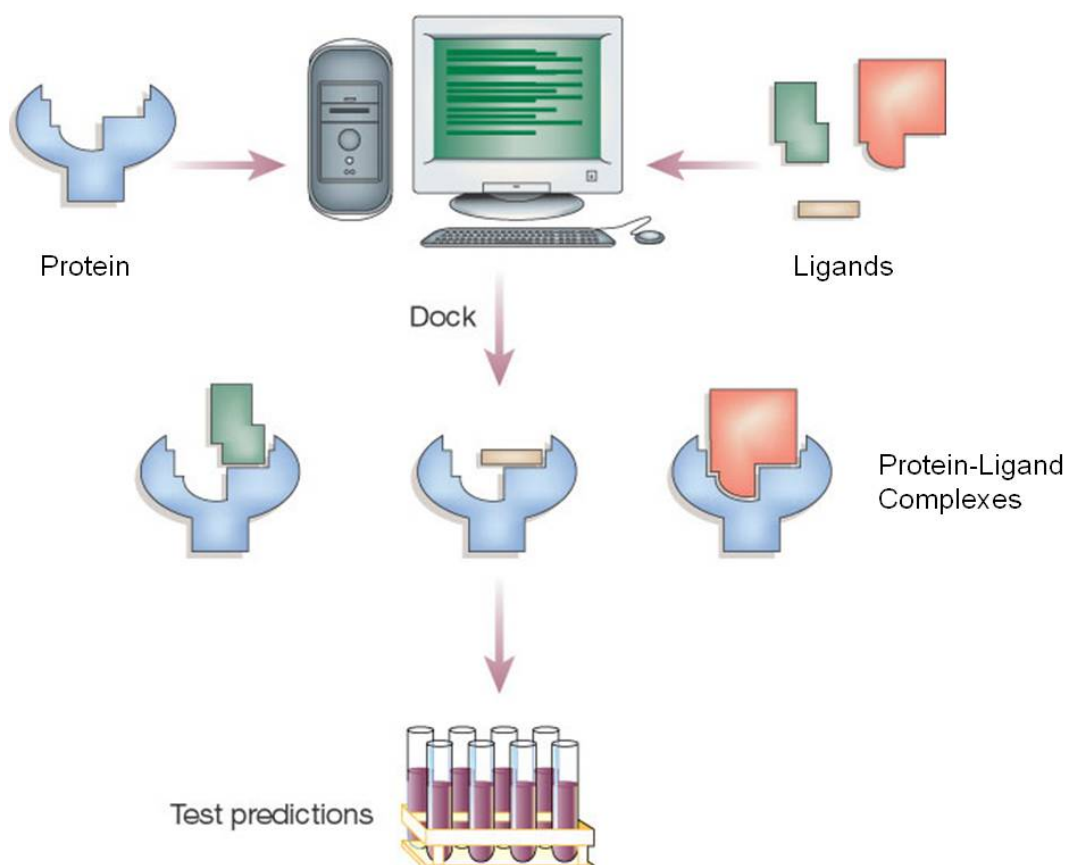 Protein
Ligands
Dock
Protein-Ligand
Complexes
Test predictions